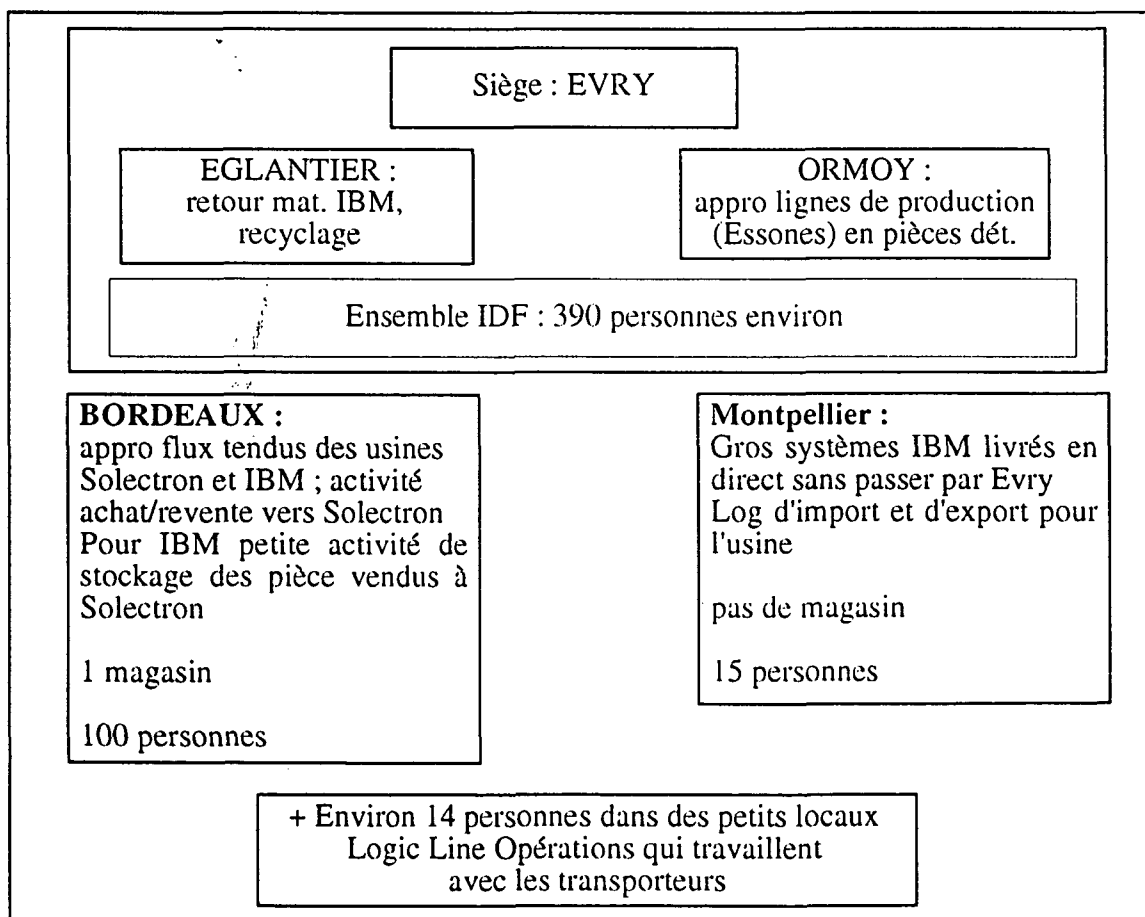 Siège : EVRY
EGLANTIER :
retour mat. IBM,
recyclage
ORMOY :
appro lignes de production
(Essones) en pièces dét.
Ensemble IDF : 390 personnes environ
BORDEAUX :
appro flux tendus des usines
Solectron et IBM ; activité
achat/revente vers Solectron
Pour IBM petite activité de
stockage des pièce vendus à
Solectron
1 magasin
100 personnes
Montpellier :
Gros systèmes IBM livrés en
direct sans passer par Evry
Log d'import et d'export pour
l'usine
pas de magasin
15 personnes
+ Environ 14 personnes dans des petits locaux
Logic Line Opérations qui travaillent
avec les transporteurs